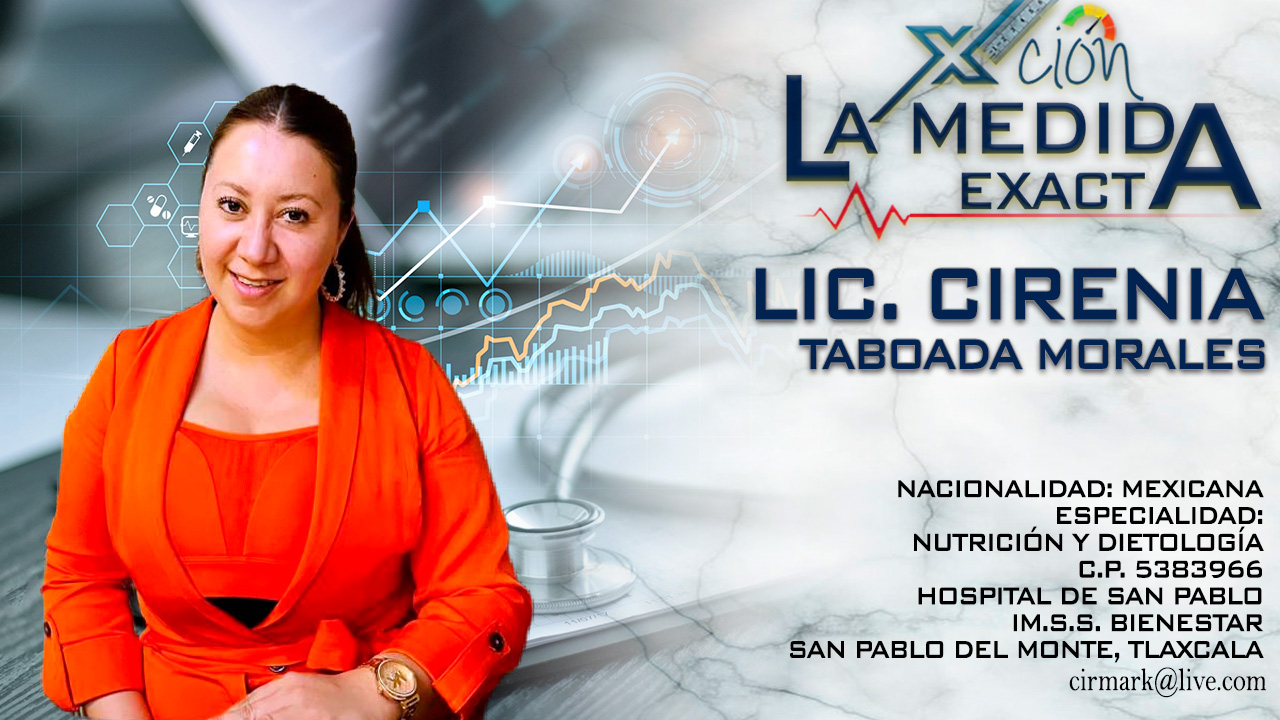 Xción
LA MEDIDA
EXACTA
LIC. CIRENIA
TABOADA MORALES
NACIONALIDAD: MEXICANA
ESPECIALIDAD:
NUTRICIÓN Y DIETOLOGÍA
C.P. 5383966
HOSPITAL DE SAN PABLO
IM.S.S. BIENESTAR
SAN PABLO DEL MONTE, TLAXCALA
cirmark@live.com